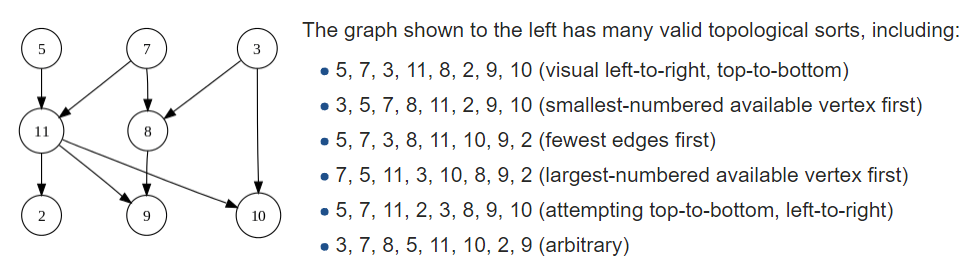 5 7 3
11 8
2 9 10
The graph shown to the left has many valid topological sorts, including:
• 5, 7, 3, 11, 8, 2, 9, 10 (visual left-to-right, top-to-bottom)
• 3, 5, 7, 8, 11, 2, 9, 10 (smallest-numbered available vertex first)
• 5, 7, 3, 8, 11, 10, 9, 2 (fewest edges first)
• 7, 5, 11, 3, 10, 8, 9, 2 (largest-numbered available vertex first)
• 5, 7, 11, 2, 3, 8, 9, 10 (attempting top-to-bottom, left-to-right)
• 3, 7, 8, 5, 11, 10, 2, 9 (arbitrary)